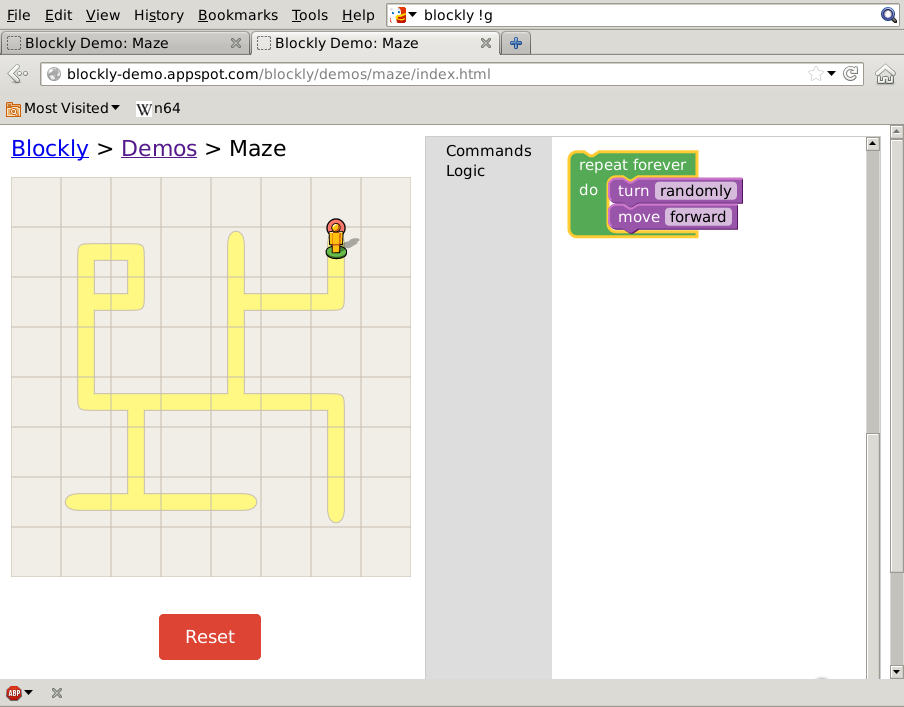 File Edit View History Bookmarks Tools Help blockly !g
Blockly Demo: Maze Blockly Demo: Maze
blockly-demo.appspot.com/blockly/demos/maze/index.html
Most Visited W n64
Blockly > Demos > Maze
Commands
Logic
repeat forever
do turn randomly
move forward
Reset
ABP